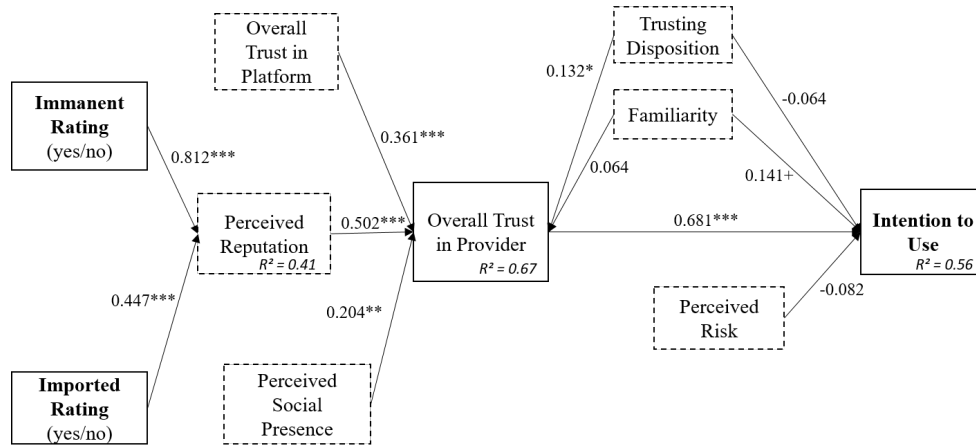 Overall
Trust in
Platform
Trusting
Disposition
0.132*
-0.064
Immanent
Rating
(yes/no)
Familiarity
0.361***
0.064
0.141+
0.812***
Perceived
Reputation
R² = 0.41
0.502***
Overall Trust
in Provider
R² = 0.67
0.681***
Intention to
Use
R² = 0.56
0.447***
0.204**
-0.082
Perceived
Risk
Imported
Rating
(yes/no)
Perceived
Social
Presence